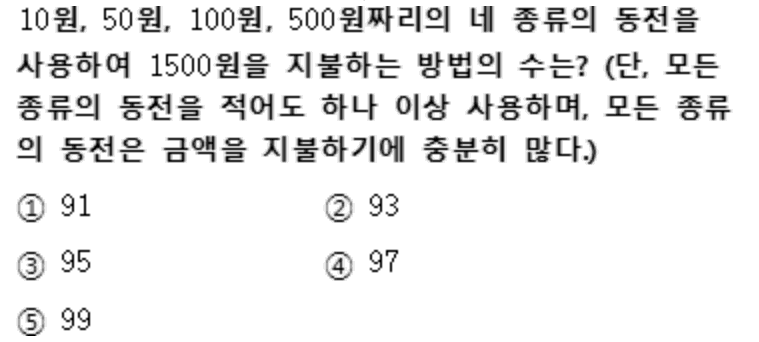 10원, 50원, 100원, 500원짜리의 네 종류의 동전을
사용하여 1500원을 지불하는 방법의 수는? (단, 모든
종류의 동전을 적어도 하나 이상 사용하며, 모든 종류
의 동전은 금액을 지불하기에 충분히 많다.)
① 91 ② 93
③ 95 ④ 97
⑤ 99